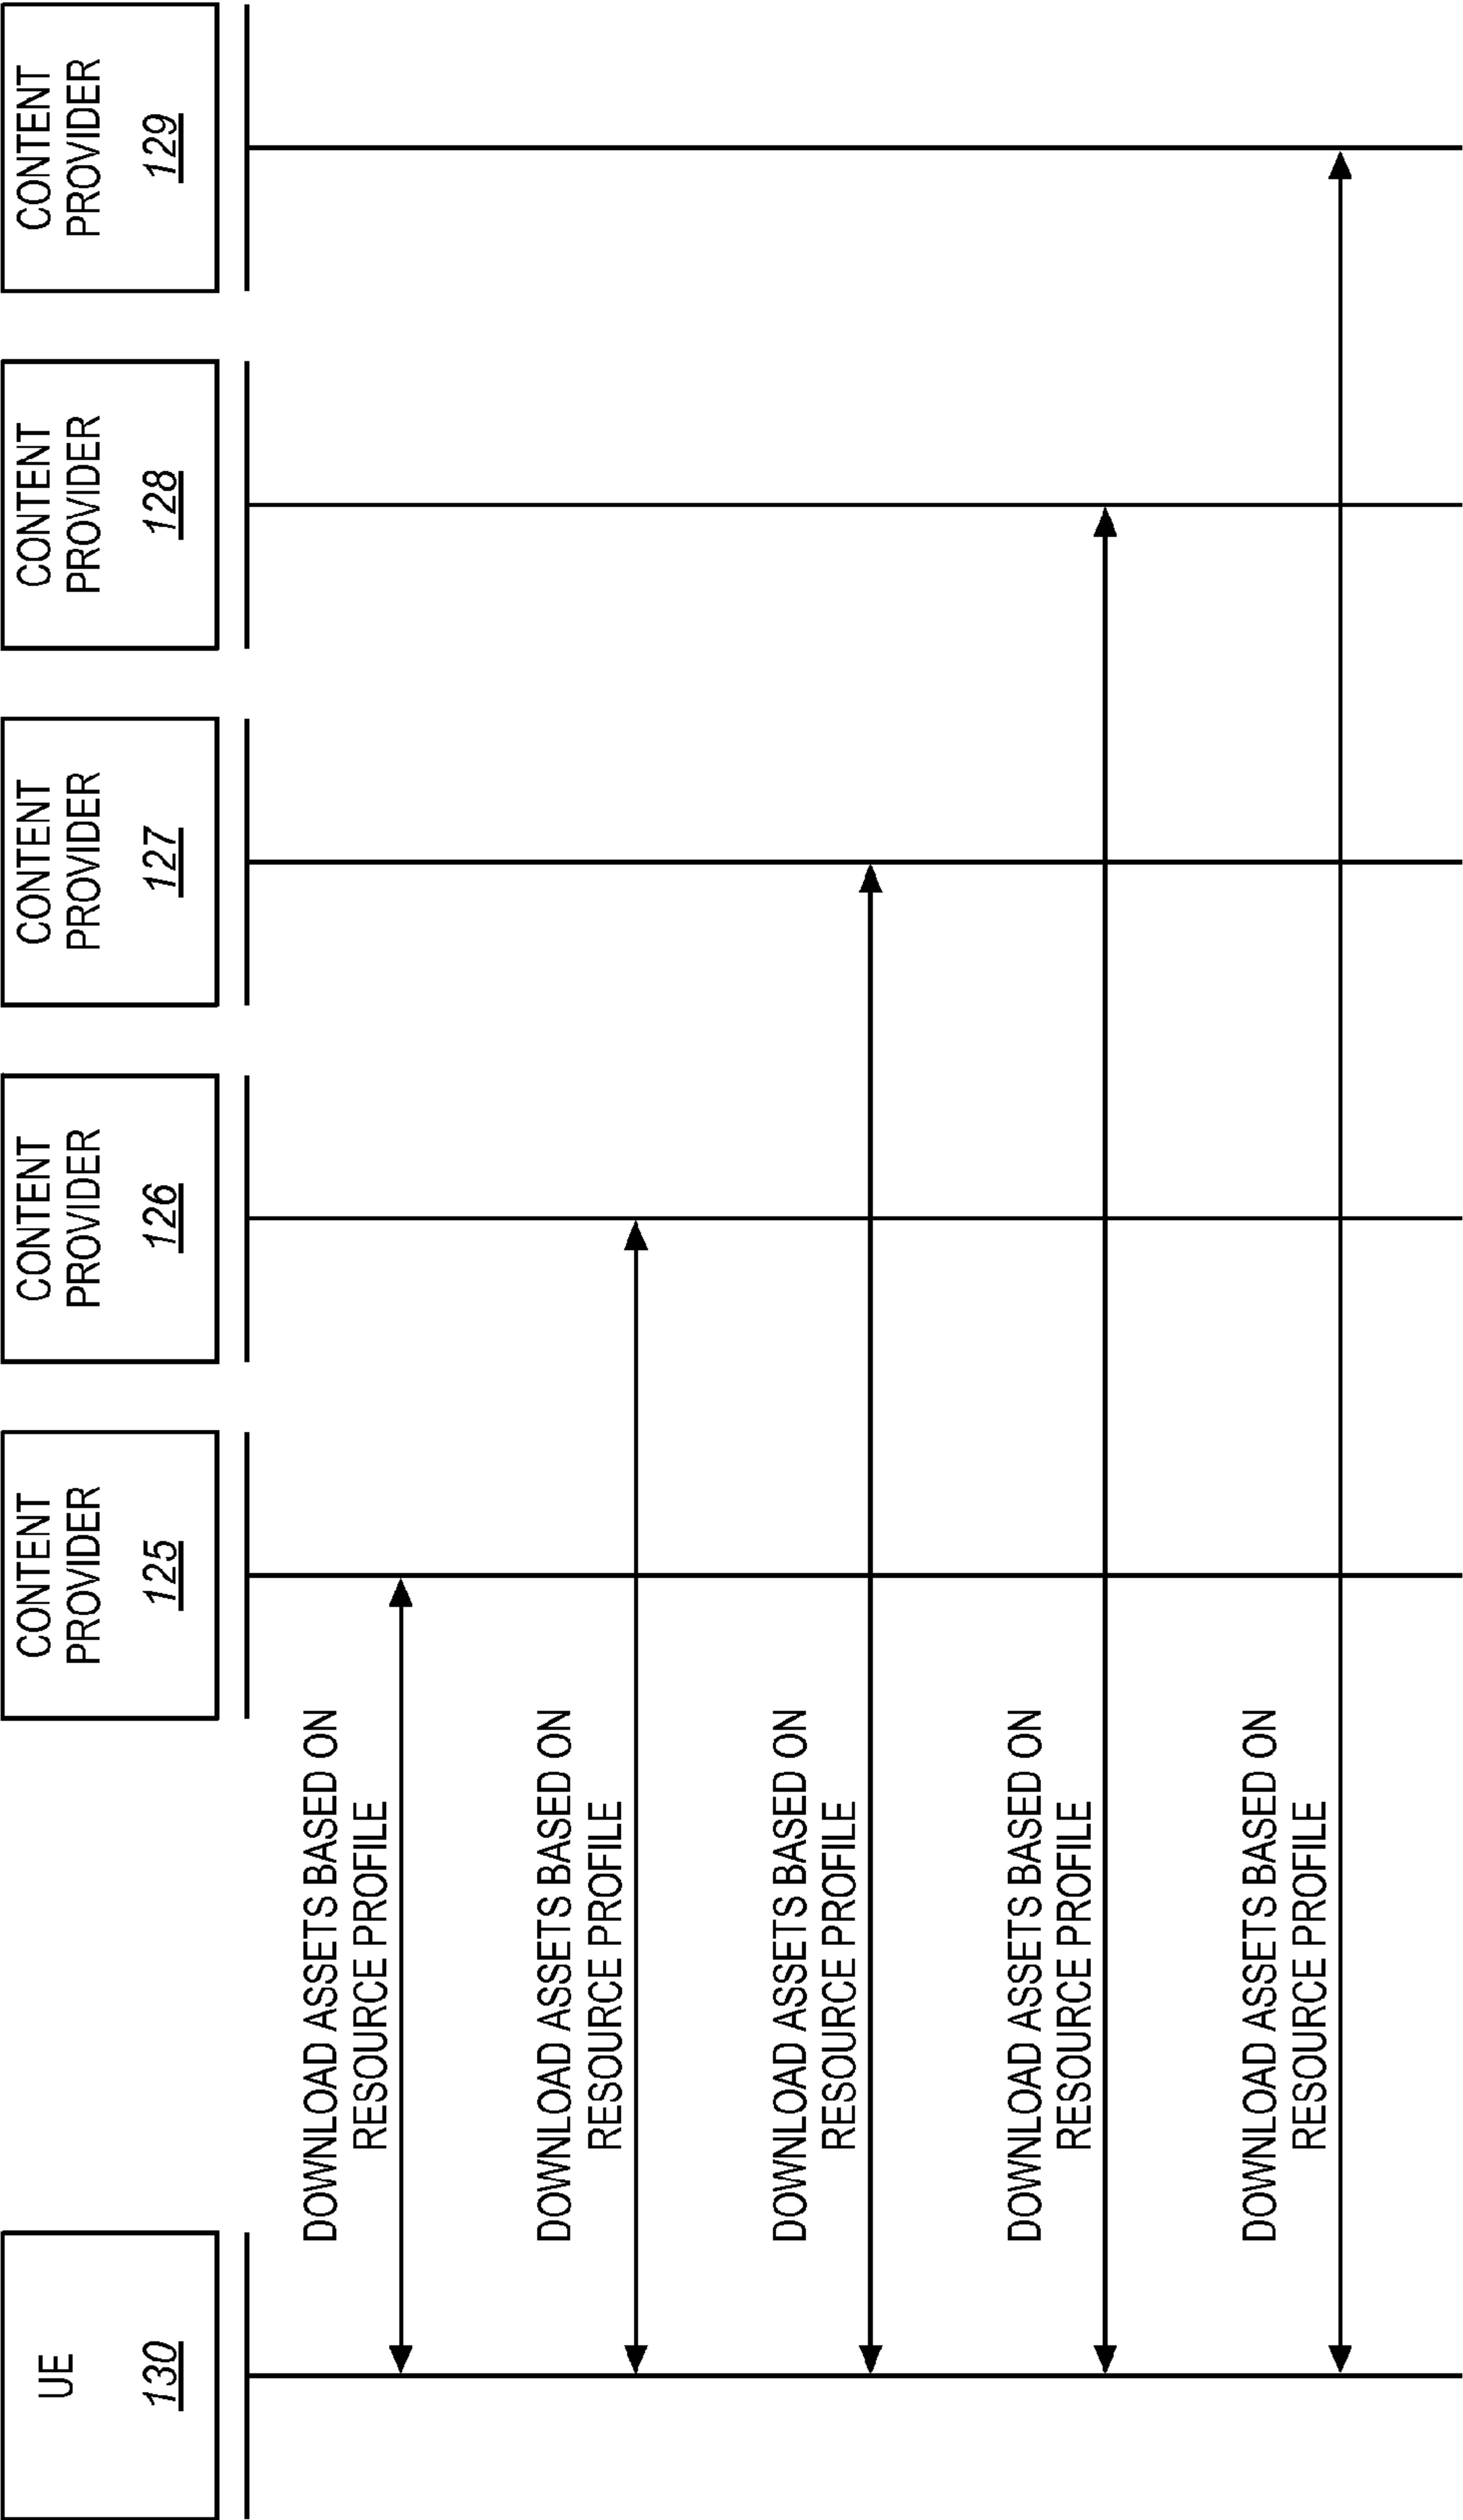 UE
130
CONTENT
PROVIDER
125
CONTENT
PROVIDER
126
CONTENT
PROVIDER
127
CONTENT
PROVIDER
128
CONTENT
PROVIDER
129
DOWNLOAD ASSETS BASED ON
RESOURCE PROFILE
DOWNLOAD ASSETS BASED ON
RESOURCE PROFILE
DOWNLOAD ASSETS BASED ON
RESOURCE PROFILE
DOWNLOAD ASSETS BASED ON
RESOURCE PROFILE
DOWNLOAD ASSETS BASED ON
RESOURCE PROFILE